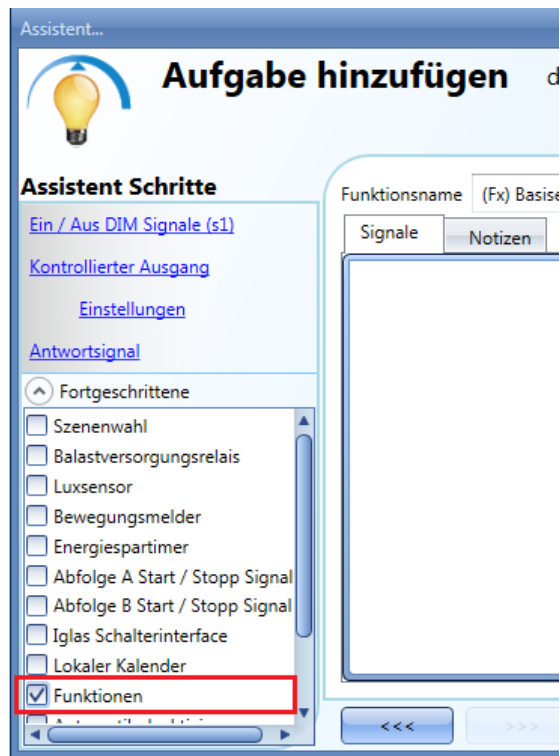 Assistent...
Aufgabe hinzufügen
Assistent Schritte
Ein / Aus DIM Signale (s1)
Kontrollierter Ausgang
Einstellungen
Antwortsignal
Fortgeschrittene
Szenenwahl
Balastversorgungsrelais
Luxsensor
Bewegungsmelder
Energiespartimer
Abfolge A Start / Stopp Signal
Abfolge B Start / Stopp Signal
Iglas Schalterinterface
Lokaler Kalender
Funktionen
Funktionsname (Fx) Basise
Signale Notizen
<<< >>>